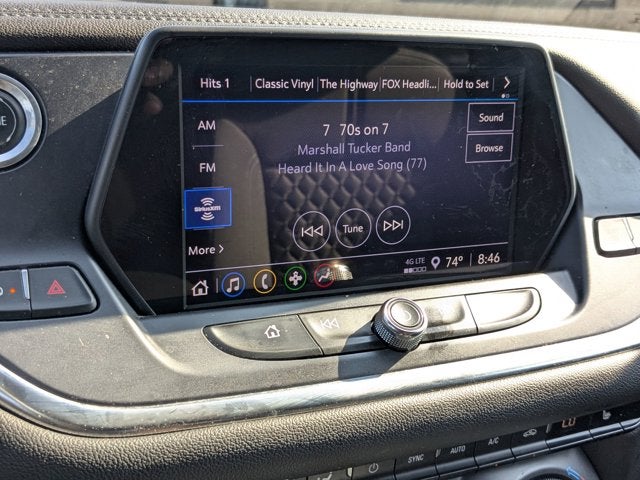 Hits 1 Classic Vinyl The Highway FOX Headli... Hold to Set
AM
7 70s on 7
Sound
Marshall Tucker Band
Browse
FM
Heard It In A Love Song (77)
SiriusXM
Tune
More
4G LTE 74° 8:46
SYNC AUTO A/C LO